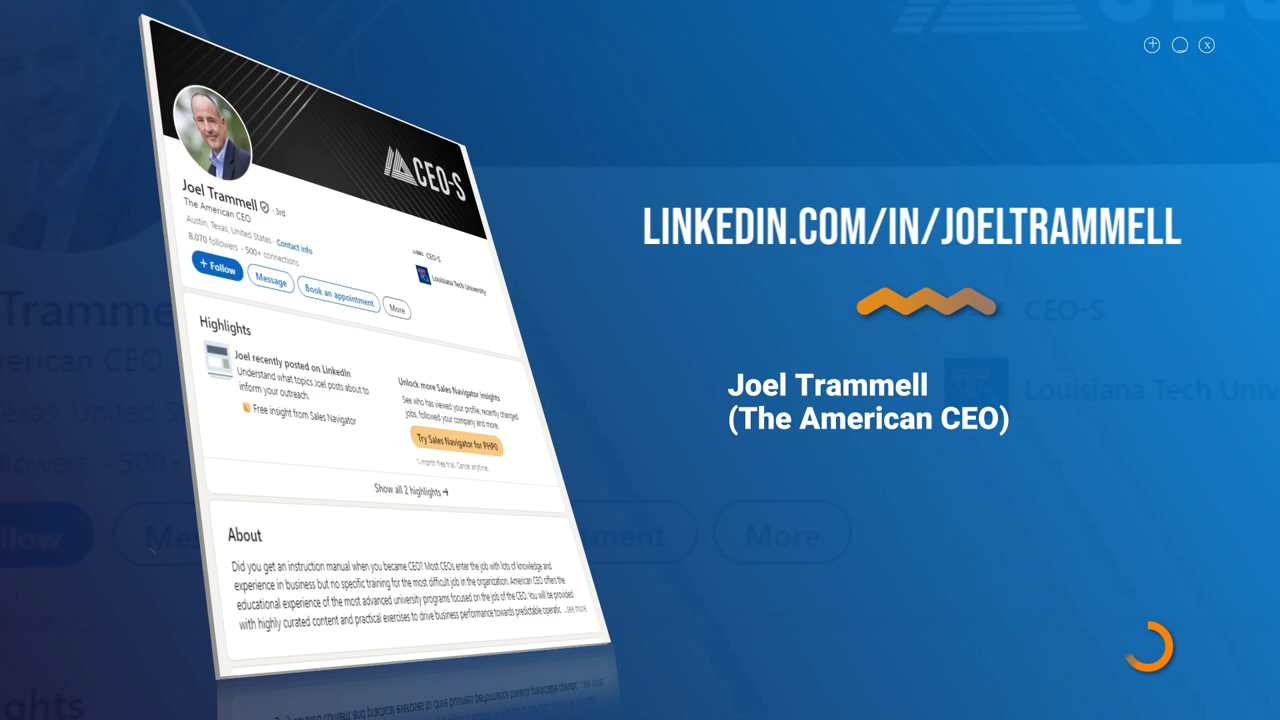 CEO-S
Joel Trammell · 3rd
The American CEO
Austin, Texas, United States · Contact info
8,070 followers · 500+ connections
+ Follow
Message
Book an appointment
More
CEO-S
Louisiana Tech University
Highlights
Joel recently posted on LinkedIn
Understand what topics Joel posts about to
inform your outreach.
Free insight from Sales Navigator
Unlock more Sales Navigator insights
See who has viewed your profile, recently changed
jobs, followed your company and more.
Try Sales Navigator for PHP0
1-month free trial. Cancel anytime.
Show all 2 highlights →
About
Did you get an instruction manual when you became CEO? Most CEOs enter the job with lots of knowledge and
experience in business but no specific training for the most difficult job in the organization. American CEO offers the
educational experience of the most advanced university programs focused on the job of the CEO. You will be provided
with highly curated content and practical exercises to drive business performance towards predictable operatic ...see more
LINKEDIN.COM/IN/JOELTRAMMELL
Joel Trammell
(The American CEO)
CEO-S
Louisiana Tech Univ
More